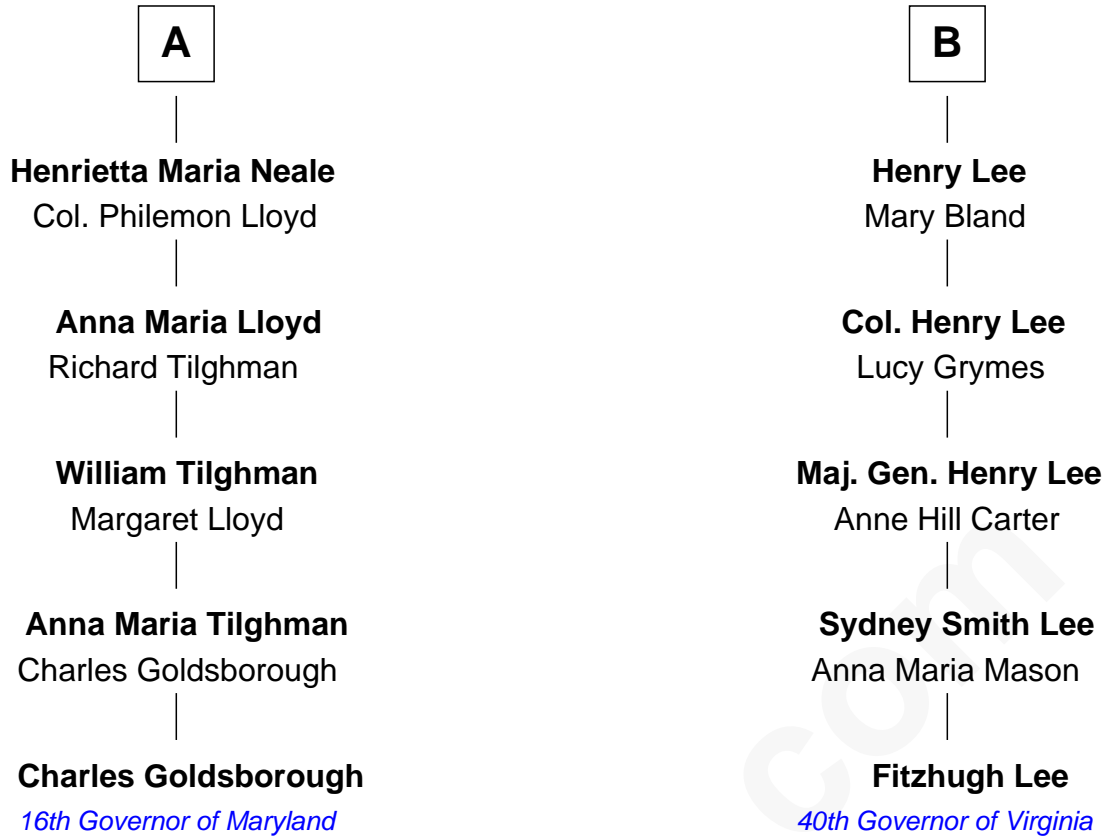 A
Henrietta Maria Neale
Col. Philemon Lloyd
Anna Maria Lloyd
Richard Tilghman
William Tilghman
Margaret Lloyd
Anna Maria Tilghman
Charles Goldsborough
Charles Goldsborough
16th Governor of Maryland
B
Henry Lee
Mary Bland
Col. Henry Lee
Lucy Grymes
Maj. Gen. Henry Lee
Anne Hill Carter
Sydney Smith Lee
Anna Maria Mason
Fitzhugh Lee
40th Governor of Virginia
com